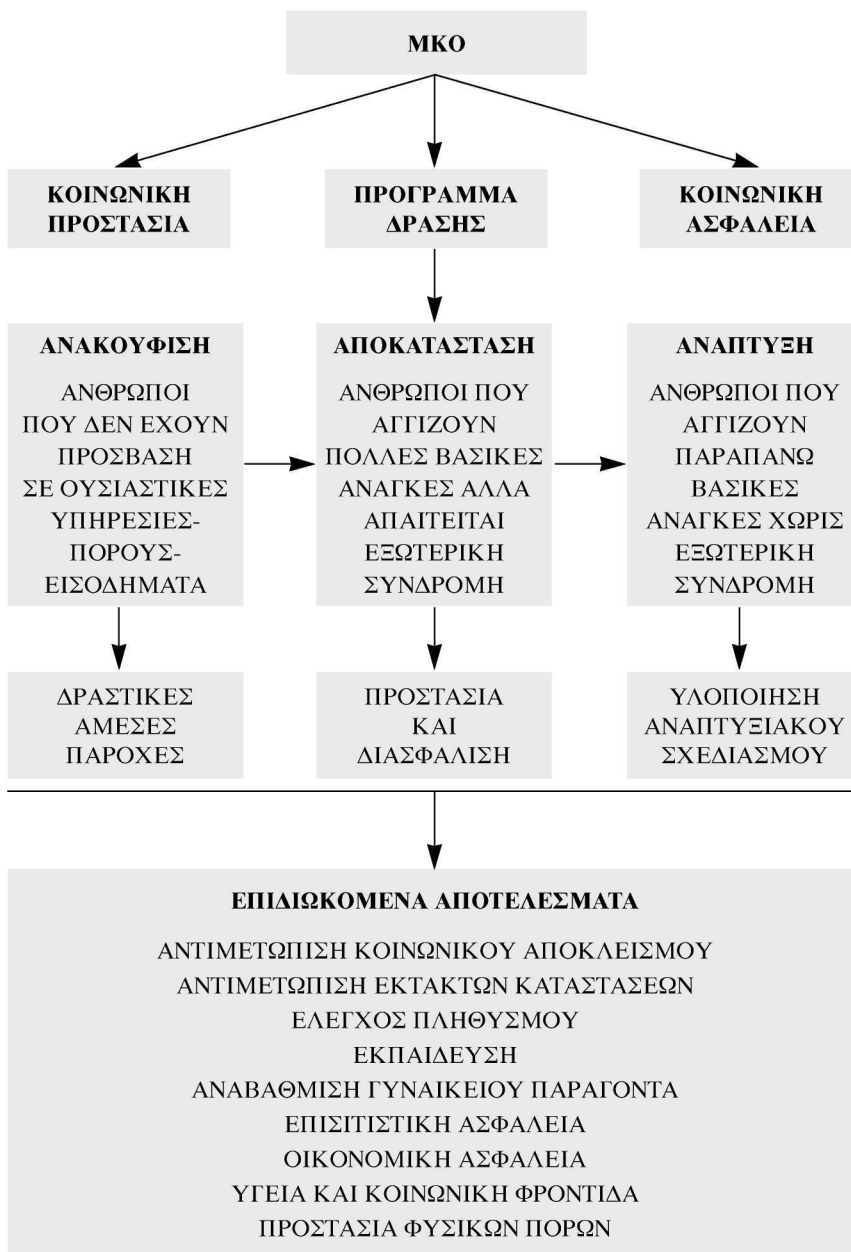 ΜΚΟ
ΚΟΙΝΩΝΙΚΗ
ΠΡΟΣΤΑΣΙΑ
ΠΡΟΓΡΑΜΜΑ
ΔΡΑΣΗΣ
ΚΟΙΝΩΝΙΚΗ
ΑΣΦΑΛΕΙΑ
ΑΝΑΚΟΥΦΙΣΗ
ΑΝΘΡΩΠΟΙ
ΠΟΥ ΔΕΝ ΕΧΟΥΝ
ΠΡΟΣΒΑΣΗ
ΣΕ ΟΥΣΙΑΣΤΙΚΕΣ
ΥΠΗΡΕΣΙΕΣ-
ΠΟΡΟΥΣ-
ΕΙΣΟΔΗΜΑΤΑ
ΑΠΟΚΑΤΑΣΤΑΣΗ
ΑΝΘΡΩΠΟΙ ΠΟΥ
ΑΓΓΙΖΟΥΝ
ΠΟΛΛΕΣ ΒΑΣΙΚΕΣ
ΑΝΑΓΚΕΣ ΑΛΛΑ
ΑΠΑΙΤΕΙΤΑΙ
ΕΞΩΤΕΡΙΚΗ
ΣΥΝΔΡΟΜΗ
ΑΝΑΠΤΥΞΗ
ΑΝΘΡΩΠΟΙ ΠΟΥ
ΑΓΓΙΖΟΥΝ
ΠΑΡΑΠΑΝΩ
ΒΑΣΙΚΕΣ
ΑΝΑΓΚΕΣ ΧΩΡΙΣ
ΕΞΩΤΕΡΙΚΗ
ΣΥΝΔΡΟΜΗ
ΔΡΑΣΤΙΚΕΣ
ΑΜΕΣΕΣ
ΠΑΡΟΧΕΣ
ΠΡΟΣΤΑΣΙΑ
ΚΑΙ
ΔΙΑΣΦΑΛΙΣΗ
ΥΛΟΠΟΙΗΣΗ
ΑΝΑΠΤΥΞΙΑΚΟΥ
ΣΧΕΔΙΑΣΜΟΥ
ΕΠΙΔΙΩΚΟΜΕΝΑ ΑΠΟΤΕΛΕΣΜΑΤΑ
ΑΝΤΙΜΕΤΩΠΙΣΗ ΚΟΙΝΩΝΙΚΟΥ ΑΠΟΚΛΕΙΣΜΟΥ
ΑΝΤΙΜΕΤΩΠΙΣΗ ΕΚΤΑΚΤΩΝ ΚΑΤΑΣΤΑΣΕΩΝ
ΕΛΕΓΧΟΣ ΠΛΗΘΥΣΜΟΥ
ΕΚΠΑΙΔΕΥΣΗ
ΑΝΑΒΑΘΜΙΣΗ ΓΥΝΑΙΚΕΙΟΥ ΠΑΡΑΓΟΝΤΑ
ΕΠΙΣΙΤΙΣΤΙΚΗ ΑΣΦΑΛΕΙΑ
ΟΙΚΟΝΟΜΙΚΗ ΑΣΦΑΛΕΙΑ
ΥΓΕΙΑ ΚΑΙ ΚΟΙΝΩΝΙΚΗ ΦΡΟΝΤΙΔΑ
ΠΡΟΣΤΑΣΙΑ ΦΥΣΙΚΩΝ ΠΟΡΩΝ